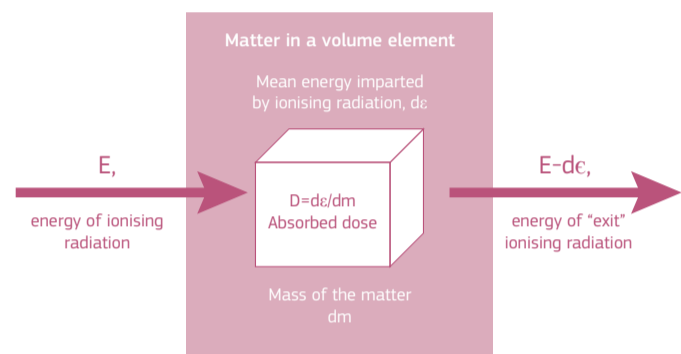 Matter in a volume element
Mean energy imparted
by ionising radiation, dε
E,
energy of ionising
radiation
D=dε/dm
Absorbed dose
E-dϵ,
energy of “exit”
ionising radiation
Mass of the matter
dm